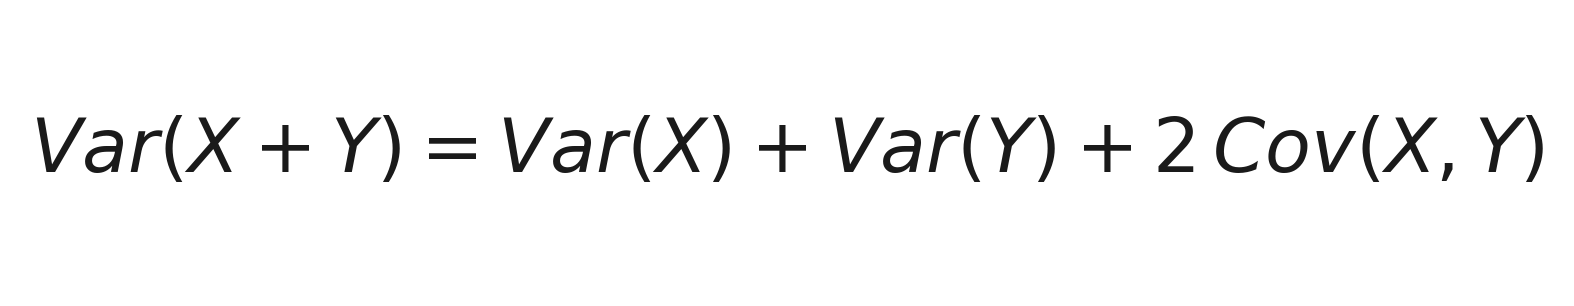 Var(X + Y) = Var(X) + Var(Y) + 2 Cov(X, Y)